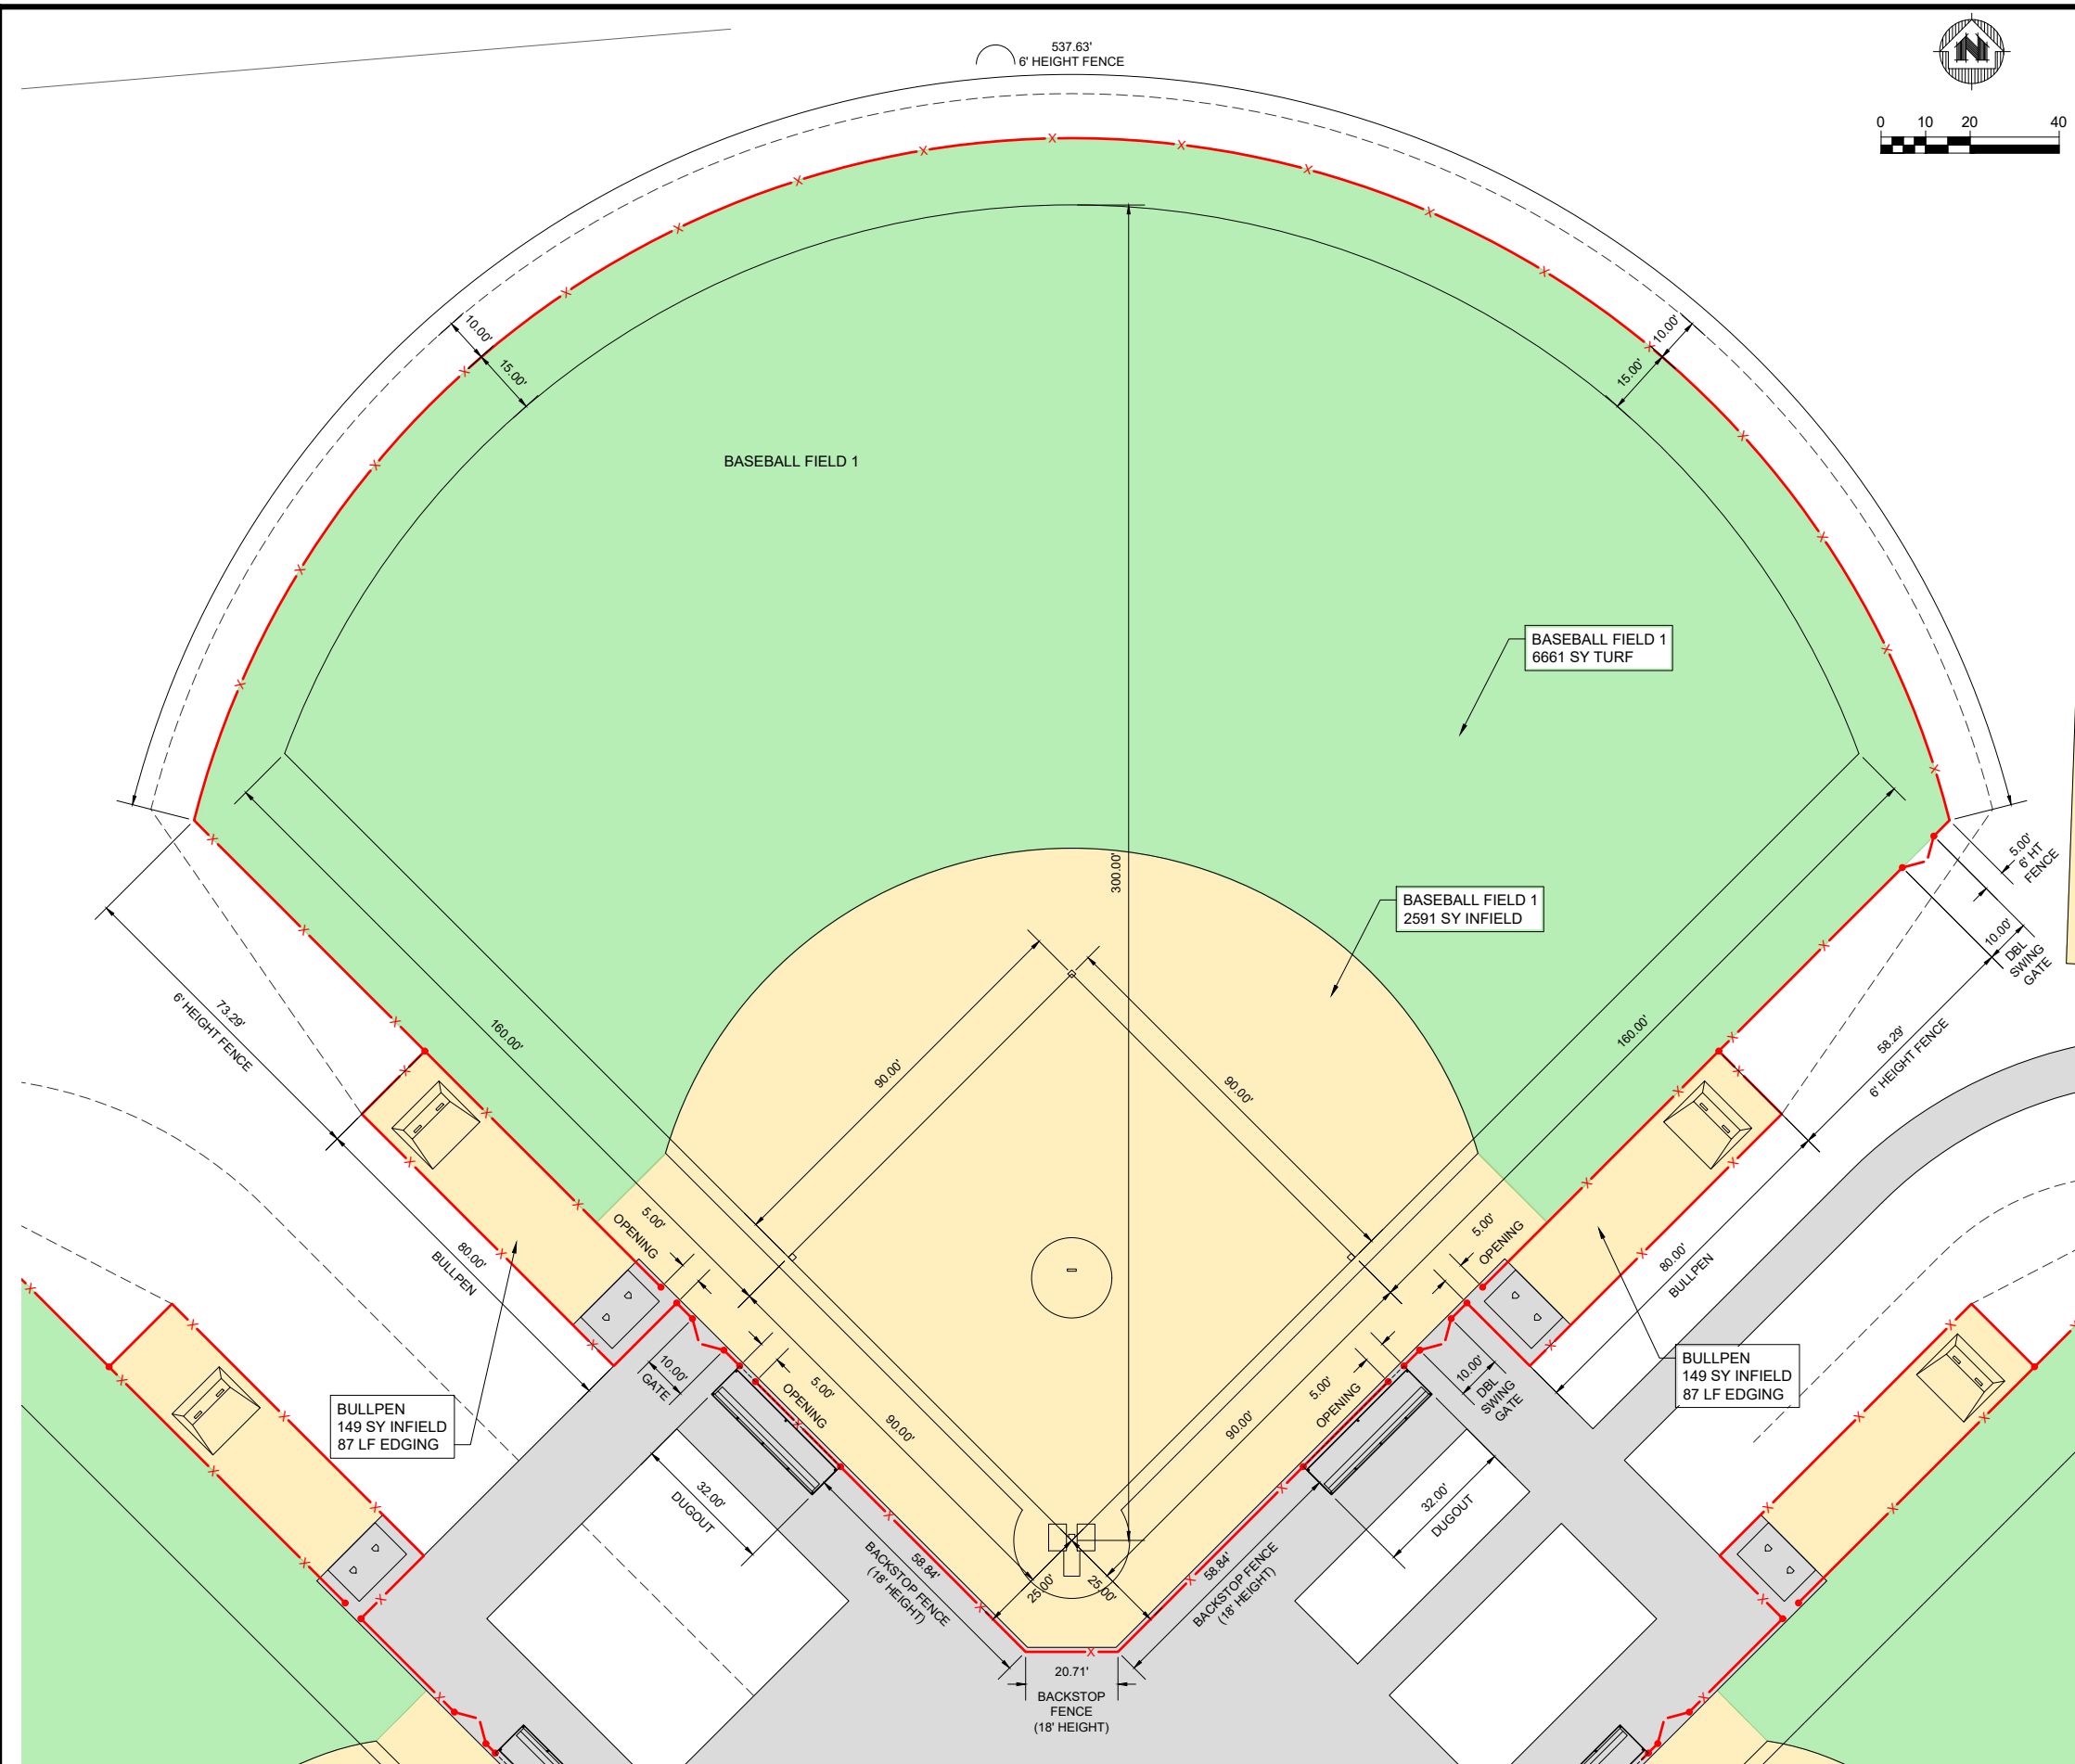 537.63'
6' HEIGHT FENCE
N
0 10 20 40
10.00'
15.00'
10.00'
15.00'
BASEBALL FIELD 1
BASEBALL FIELD 1
6661 SY TURF
300.00'
BASEBALL FIELD 1
2591 SY INFIELD
5.00'
6' HT
FENCE
10.00'
DBL
SWING
GATE
73.29'
6' HEIGHT FENCE
160.00'
90.00'
90.00'
160.00'
58.29'
6' HEIGHT FENCE
80.00'
BULLPEN
5.00'
OPENING
5.00'
OPENING
80.00'
BULLPEN
10.00'
GATE
5.00'
OPENING
90.00'
90.00'
5.00'
OPENING
10.00'
DBL
SWING
GATE
BULLPEN
149 SY INFIELD
87 LF EDGING
BULLPEN
149 SY INFIELD
87 LF EDGING
32.00'
DUGOUT
32.00'
DUGOUT
58.84'
BACKSTOP FENCE
(18' HEIGHT)
25.00'
25.00'
58.84'
BACKSTOP FENCE
(18' HEIGHT)
20.71'
BACKSTOP
FENCE
(18' HEIGHT)